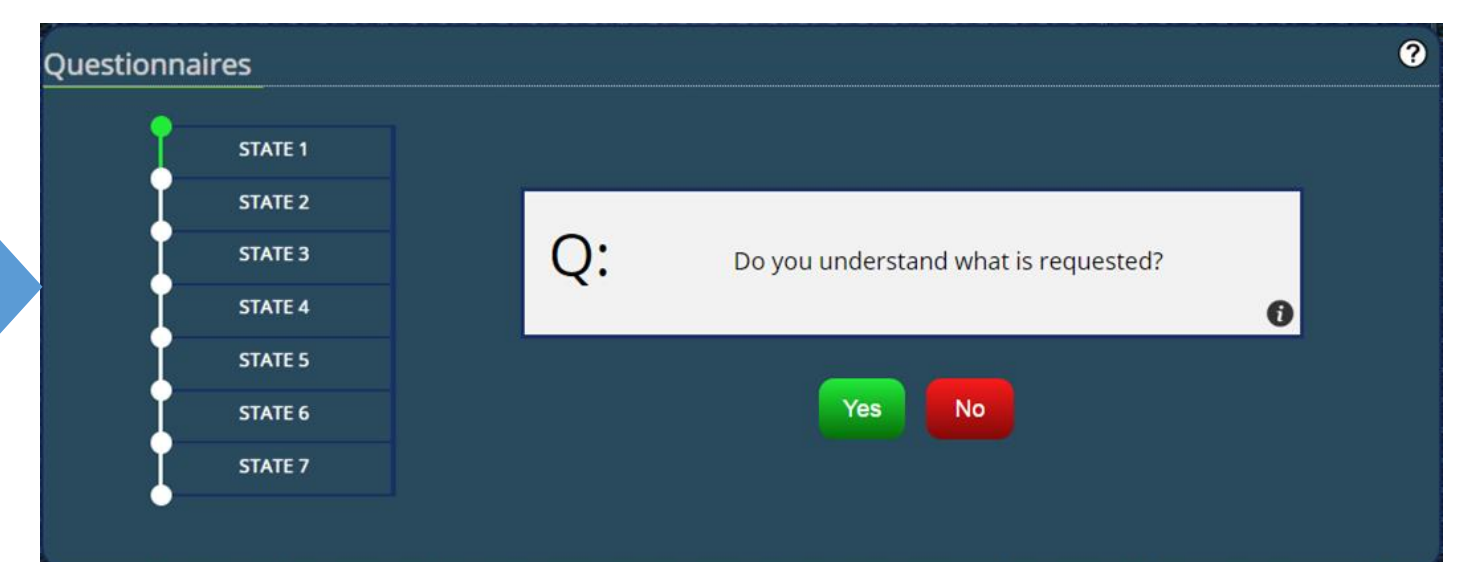 Questionnaires
?
STATE 1
STATE 2
STATE 3
STATE 4
STATE 5
STATE 6
STATE 7
Q: Do you understand what is requested?
i
Yes No